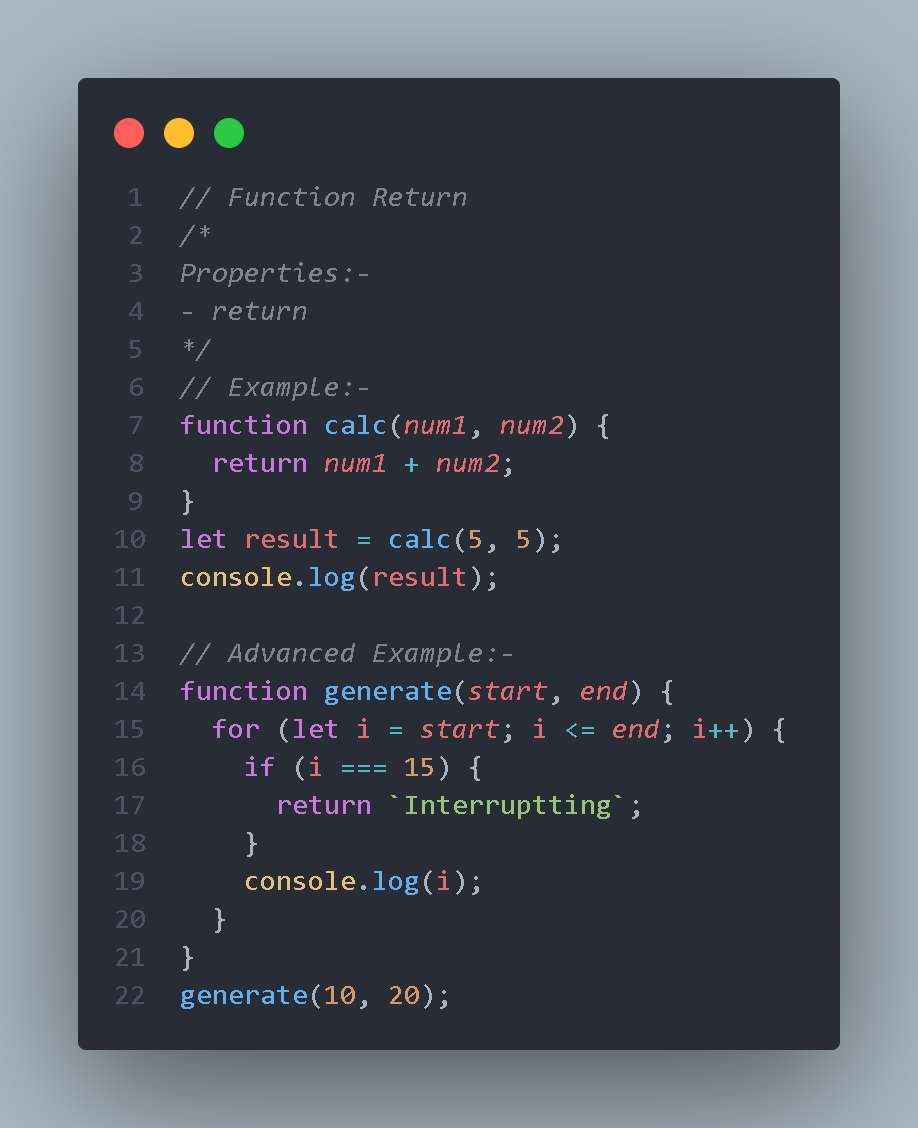 1 // Function Return
2 /*
3 Properties:-
4 - return
5 */
6 // Example:-
7 function calc(num1, num2) {
8   return num1 + num2;
9 }
10 let result = calc(5, 5);
11 console.log(result);
12
13 // Advanced Example:-
14 function generate(start, end) {
15   for (let i = start; i <= end; i++) {
16     if (i === 15) {
17       return `Interruptting`;
18     }
19     console.log(i);
20   }
21 }
22 generate(10, 20);